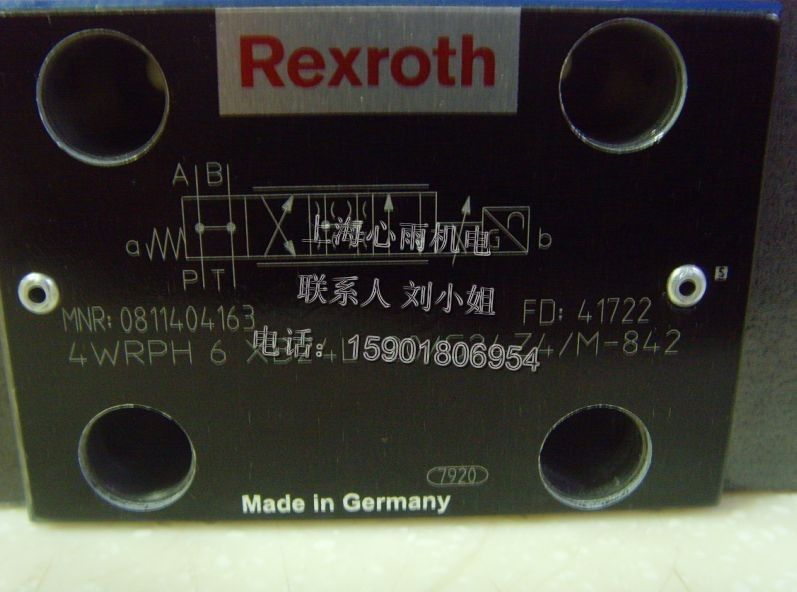 Rexroth
A B
a
上海心雨机电
G
b
P T
联系人 刘小姐
MNR: 0811404163
FD: 41722
4WRPH 6 /M-842
电话：15901806954
7920
Made in Germany